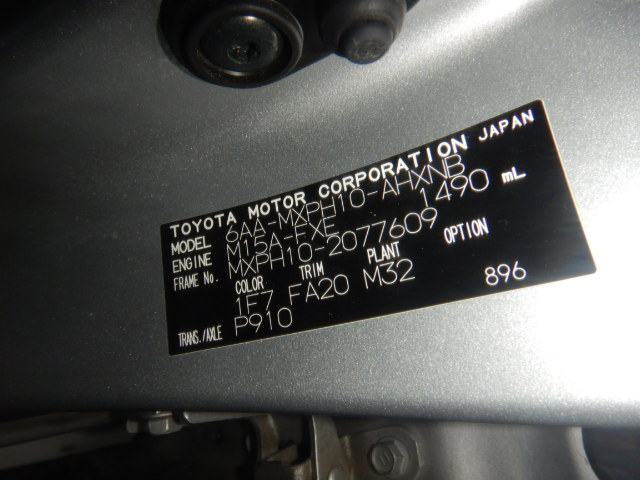 TOYOTA MOTOR CORPORATION JAPAN
MODEL 6AA-MXPH10-AHXNB
ENGINE M15A-FXE 1490 mL
FRAME No. MXPH10-2077609
COLOR TRIM PLANT OPTION
1F7 FA20 M32 896
TRANS./AXLE P910